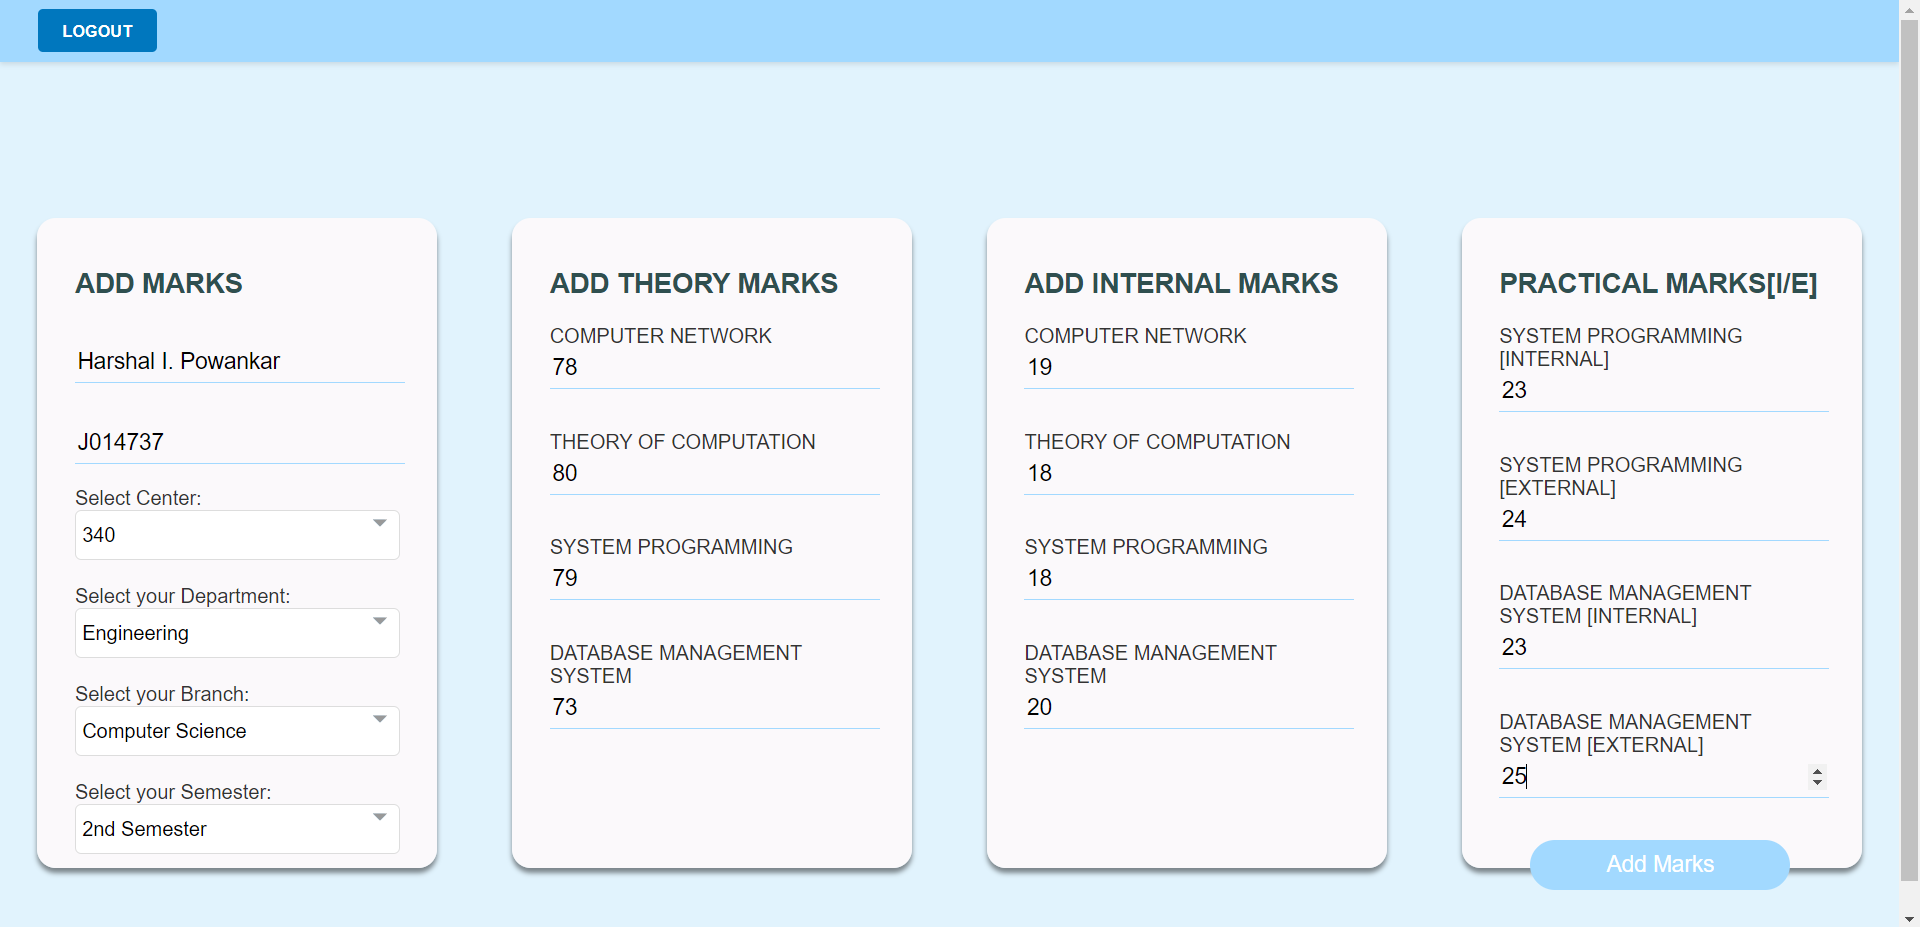 LOGOUT
ADD MARKS
Harshal I. Powankar
J014737
Select Center:
340
Select your Department:
Engineering
Select your Branch:
Computer Science
Select your Semester:
2nd Semester
ADD THEORY MARKS
COMPUTER NETWORK
78
THEORY OF COMPUTATION
80
SYSTEM PROGRAMMING
79
DATABASE MANAGEMENT
SYSTEM
73
ADD INTERNAL MARKS
COMPUTER NETWORK
19
THEORY OF COMPUTATION
18
SYSTEM PROGRAMMING
18
DATABASE MANAGEMENT
SYSTEM
20
PRACTICAL MARKS[I/E]
SYSTEM PROGRAMMING
[INTERNAL]
23
SYSTEM PROGRAMMING
[EXTERNAL]
24
DATABASE MANAGEMENT
SYSTEM [INTERNAL]
23
DATABASE MANAGEMENT
SYSTEM [EXTERNAL]
25
Add Marks